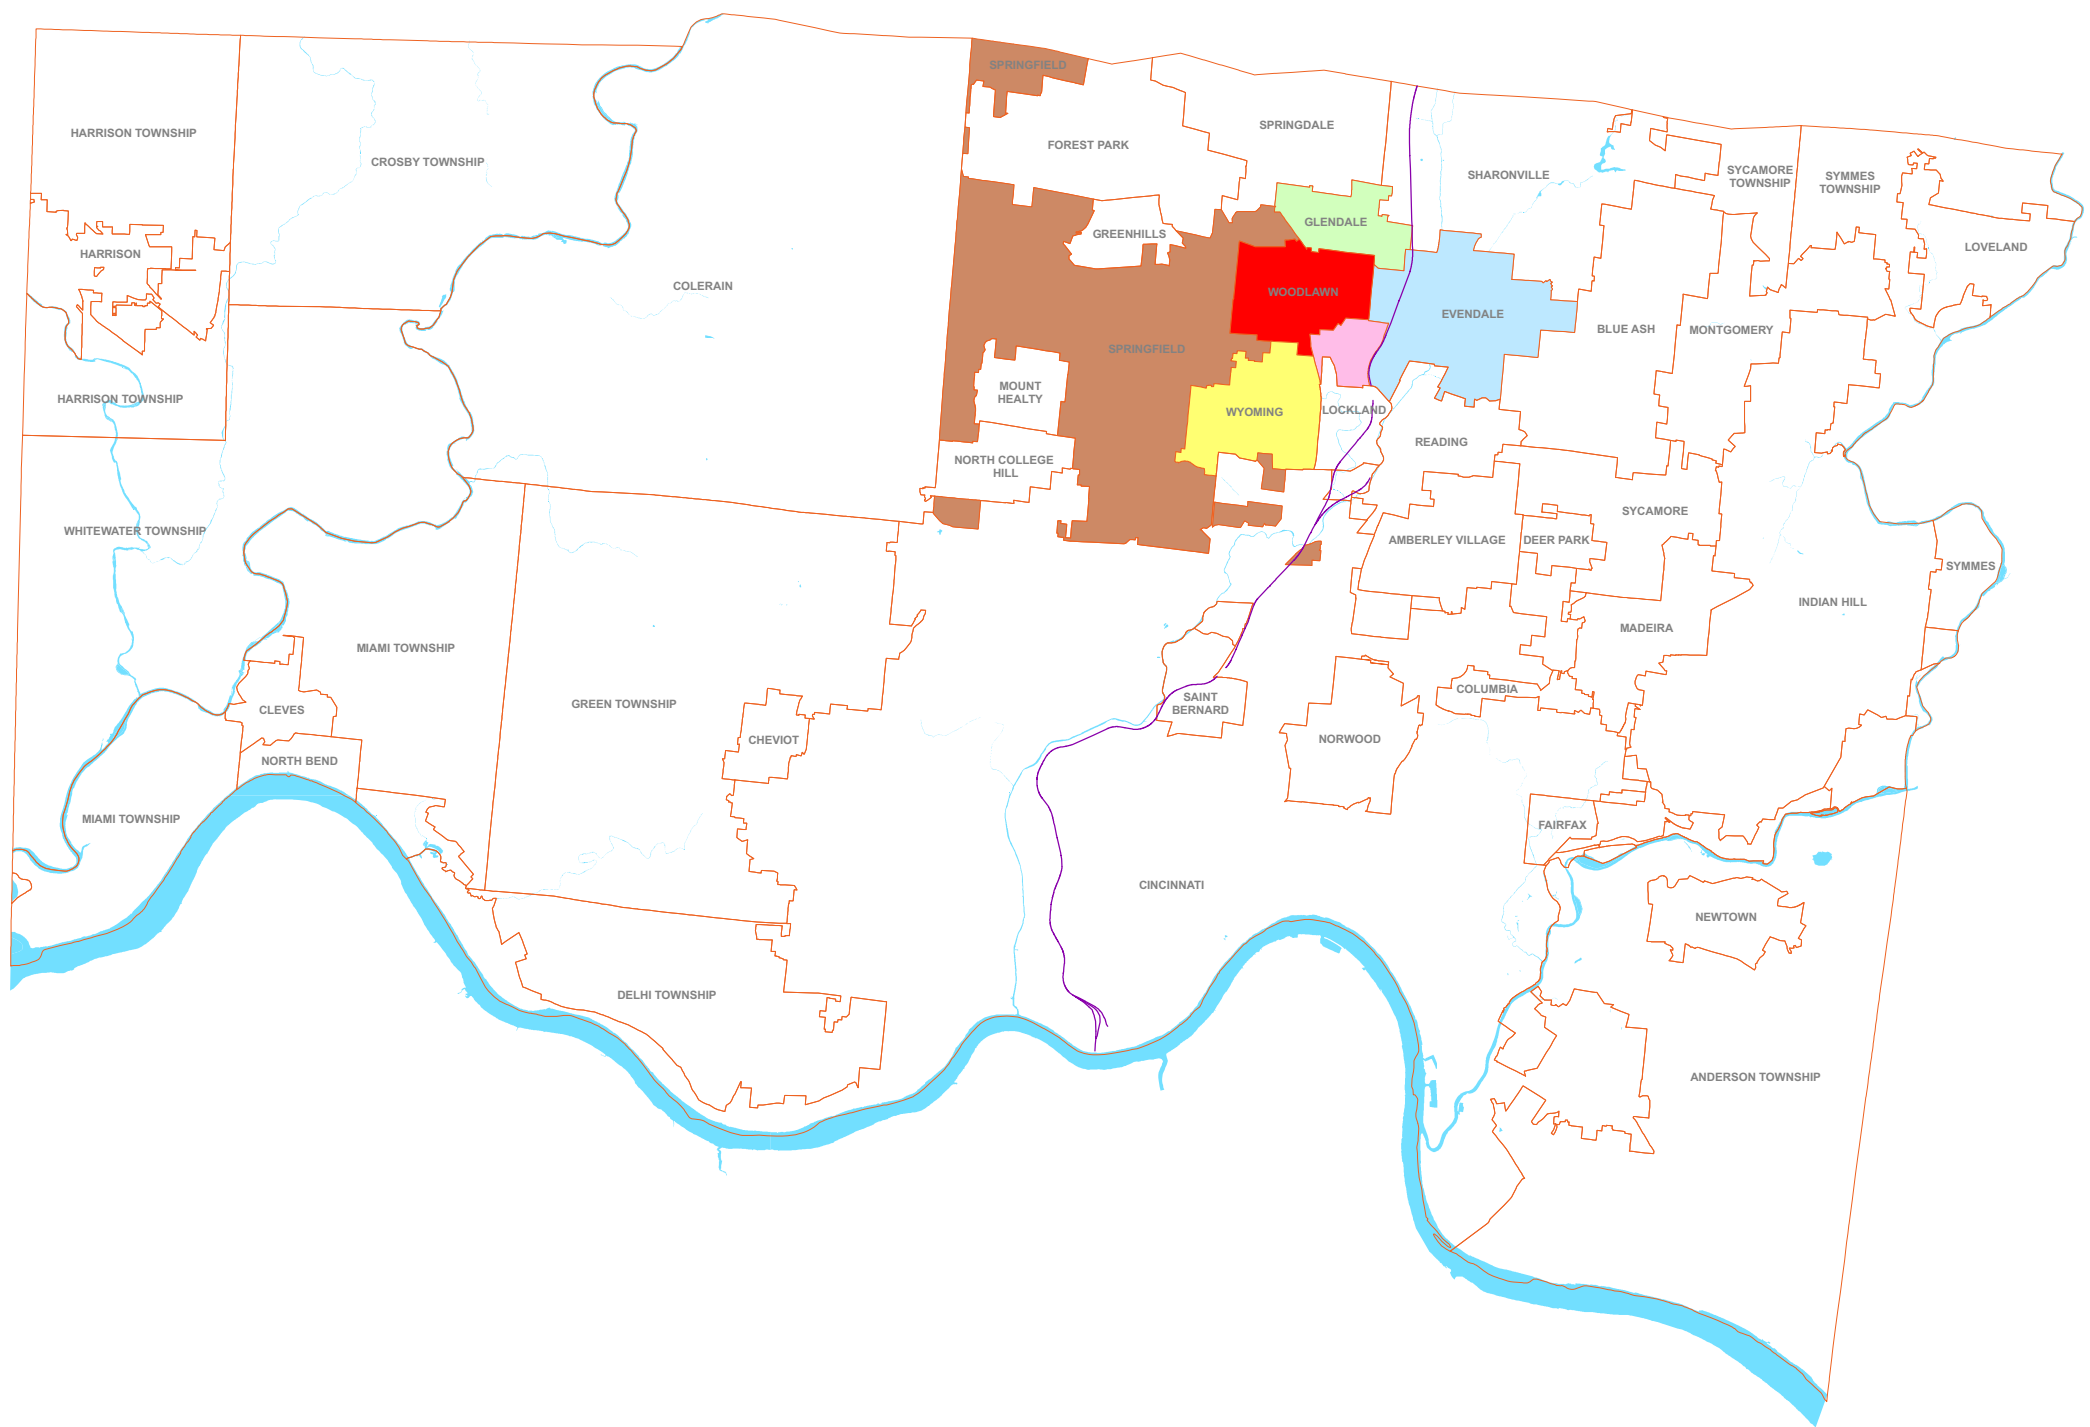 SPRINGFIELD
SPRINGDALE
HARRISON TOWNSHIP
FOREST PARK
CROSBY TOWNSHIP
SHARONVILLE
SYCAMORE
TOWNSHIP
SYMMES
TOWNSHIP
GLENDALE
GREENHILLS
LOVELAND
HARRISON
COLERAIN
WOODLAWN
EVENDALE
BLUE ASH
MONTGOMERY
SPRINGFIELD
MOUNT
HEALTY
HARRISON TOWNSHIP
WYOMING
LOCKLAND
READING
NORTH COLLEGE
HILL
WHITEWATER TOWNSHIP
SYCAMORE
AMBERLEY VILLAGE
DEER PARK
SYMMES
INDIAN HILL
MADEIRA
MIAMI TOWNSHIP
COLUMBIA
SAINT
BERNARD
GREEN TOWNSHIP
CLEVES
CHEVIOT
NORWOOD
NORTH BEND
MIAMI TOWNSHIP
FAIRFAX
CINCINNATI
NEWTOWN
DELHI TOWNSHIP
ANDERSON TOWNSHIP